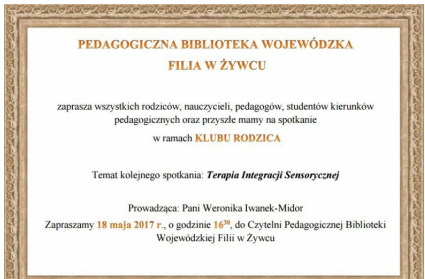 PEDAGOGICZNA BIBLIOTEKA WOJEWÓDZKA
FILIA W ŻYWCU
zaprasza wszystkich rodziców, nauczycieli, pedagogów, studentów kierunków
pedagogicznych oraz przyszłe mamy na spotkanie
w ramach KLUBU RODZICA
Temat kolejnego spotkania: Terapia Integracji Sensorycznej
Prowadząca: Pani Weronika Iwanek-Midor
Zapraszamy 18 maja 2017 r., o godzinie 16³⁰, do Czytelni Pedagogicznej Biblioteki
Wojewódzkiej Filii w Żywcu